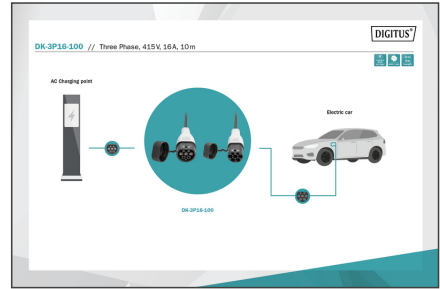 DIGITUS®
DK-3P16-100 // Three Phase, 415V, 16A, 10m
AC Charging point
Electric car
DK-3P16-100